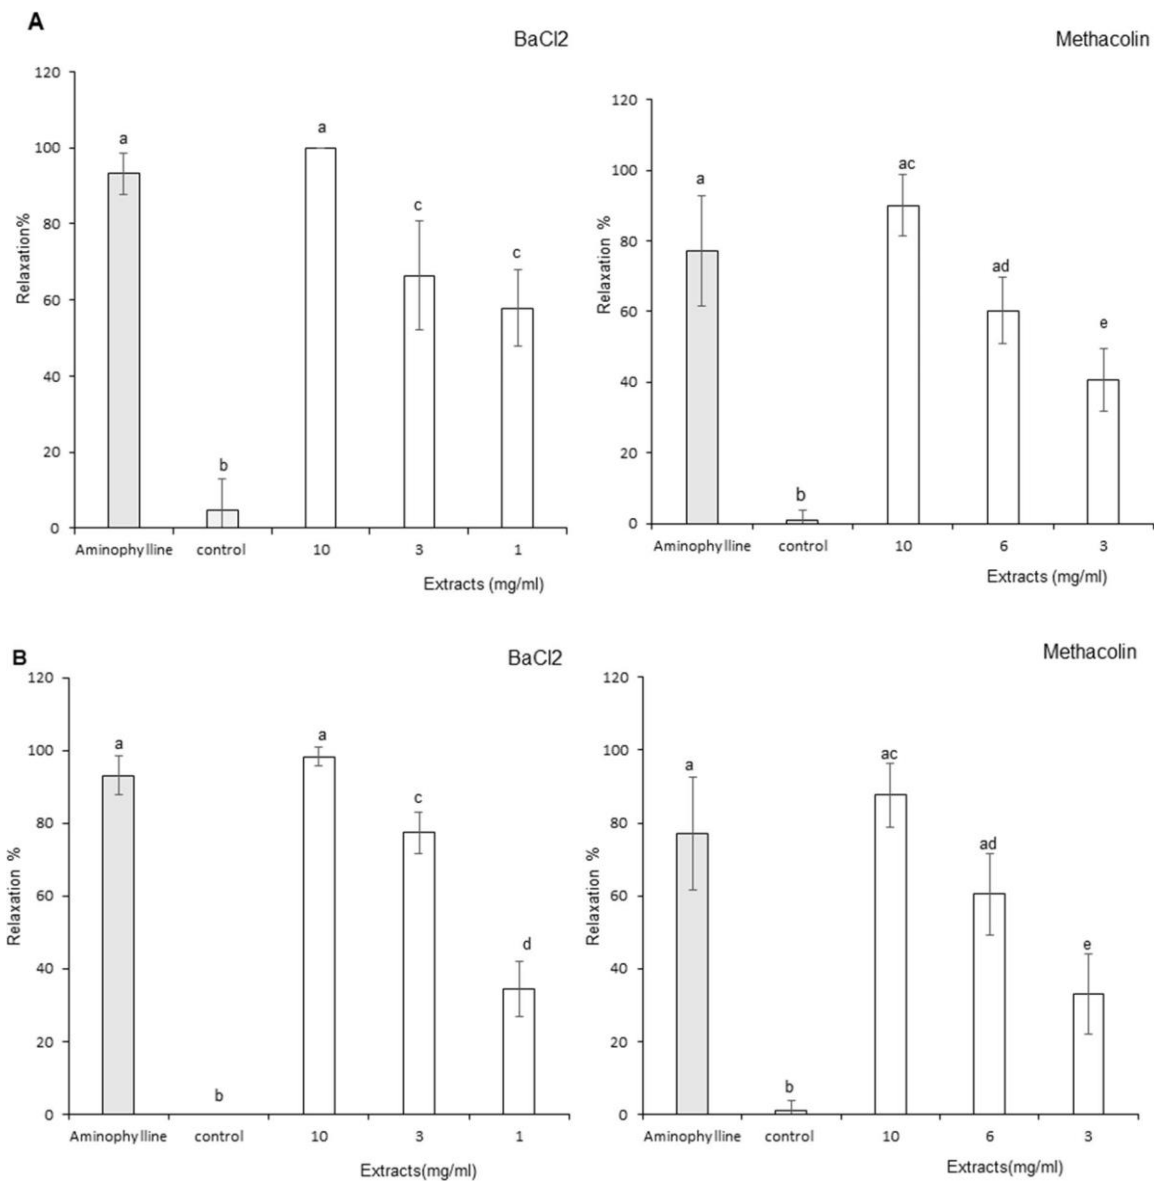 A
BaCl2
120
100
80
60
40
20
0
Relaxation%
a
b
a
c
c
Aminophylline control 10 3 1
Extracts (mg/ml)
Methacolin
120
100
80
60
40
20
0
Relaxation %
a
b
ac
ad
e
Aminophylline control 10 6 3
Extracts (mg/ml)
B
BaCl2
120
100
80
60
40
20
0
Relaxation %
a
b
a
c
d
Aminophylline control 10 3 1
Extracts(mg/ml)
Methacolin
120
100
80
60
40
20
0
Relaxation %
a
b
ac
ad
e
Aminophylline control 10 6 3
Extracts(mg/ml)